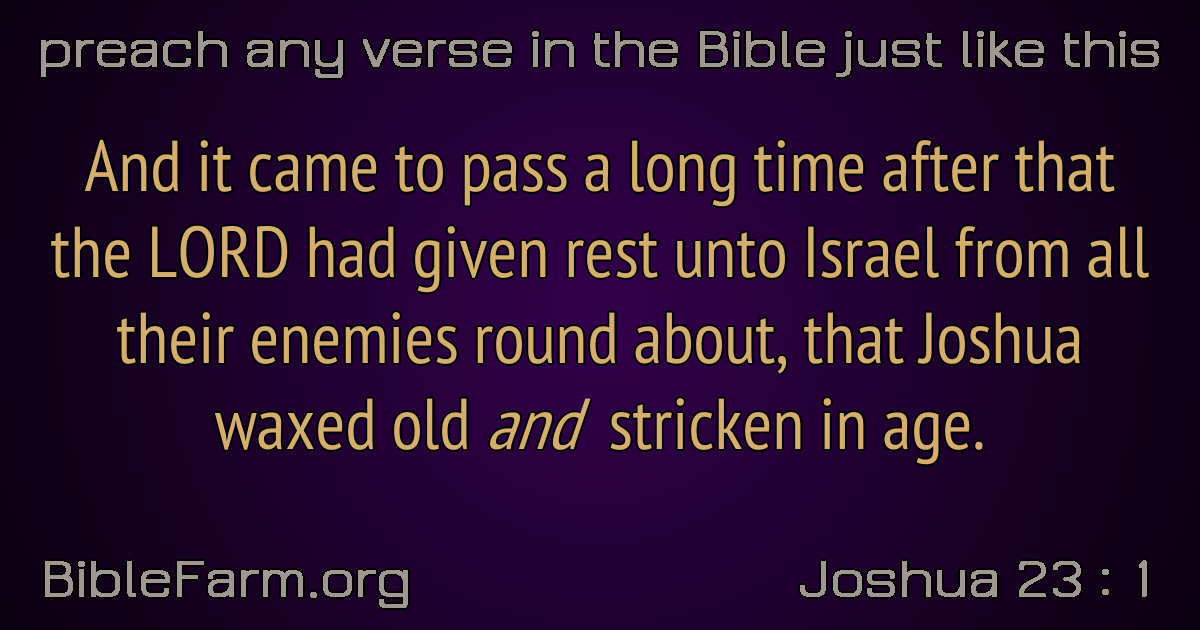 preach any verse in the Bible just like this
And it came to pass a long time after that
the LORD had given rest unto Israel from all
their enemies round about, that Joshua
waxed old and stricken in age.
BibleFarm.org
Joshua 23 : 1